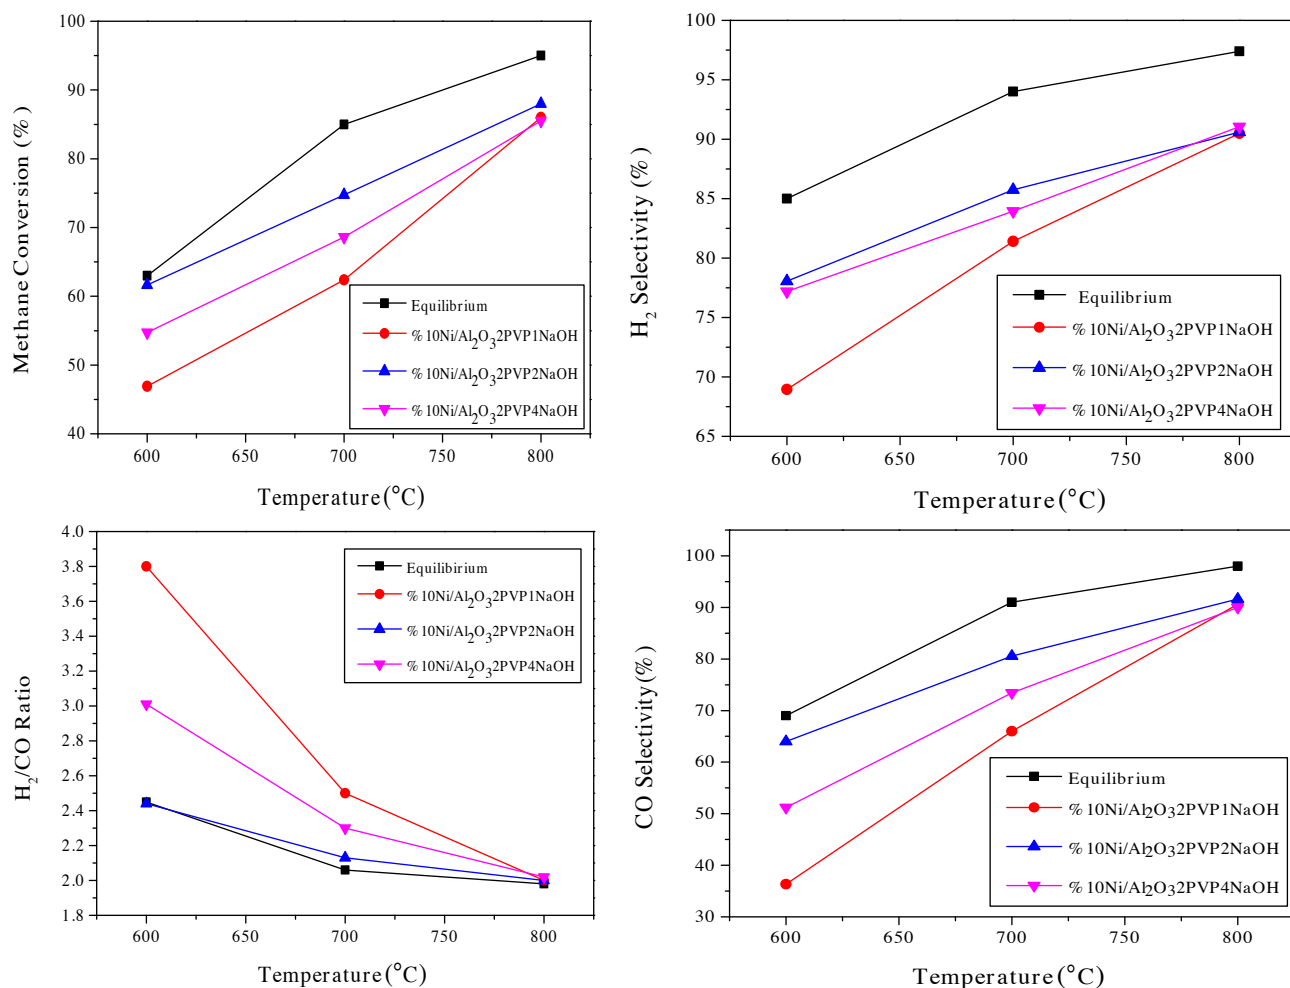 100
90
80
70
60
50
40
Methane Conversion (%)
Equilibrium
%10Ni/Al₂O₃2PVP1NaOH
%10Ni/Al₂O₃2PVP2NaOH
%10Ni/Al₂O₃2PVP4NaOH
600 650 700 750 800
Temperature(°C)
100
95
90
85
80
75
70
65
H₂ Selectivity (%)
Equilibrium
%10Ni/Al₂O₃2PVP1NaOH
%10Ni/Al₂O₃2PVP2NaOH
%10Ni/Al₂O₃2PVP4NaOH
600 650 700 750 800
Temperature (°C)
4.0
3.8
3.6
3.4
3.2
3.0
2.8
2.6
2.4
2.2
2.0
1.8
H₂/CO Ratio
Equilibirium
%10Ni/Al₂O₃2PVP1NaOH
%10Ni/Al₂O₃2PVP2NaOH
%10Ni/Al₂O₃2PVP4NaOH
600 650 700 750 800
Temperature(°C)
100
90
80
70
60
50
40
30
CO Selectivity(%)
Equilibrium
%10Ni/Al2O32PVP1NaOH
%10Ni/Al2O32PVP2NaOH
%10Ni/Al2O32PVP4NaOH
600 650 700 750 800
Temperature(°C)